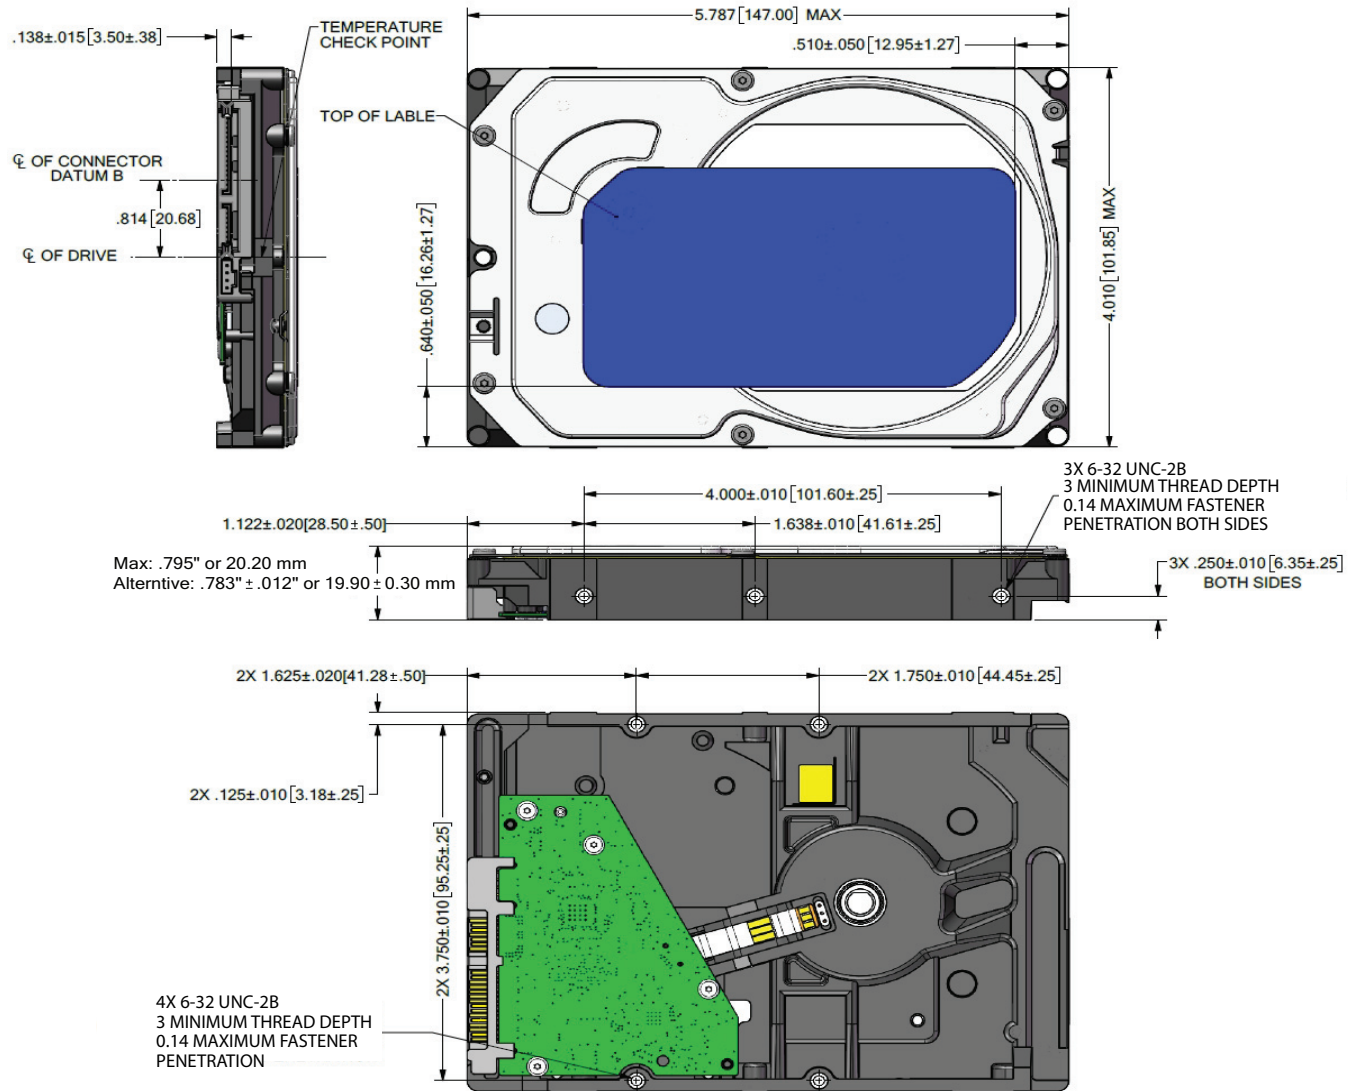 5.787 [147.00] MAX
.138±.015 [3.50±.38]
TEMPERATURE
CHECK POINT
.510±.050 [12.95±1.27]
TOP OF LABLE
℄ OF CONNECTOR
DATUM B
.814 [20.68]
℄ OF DRIVE
.640±.050 [16.26±1.27]
4.010 [101.85] MAX
3X 6-32 UNC-2B
3 MINIMUM THREAD DEPTH
0.14 MAXIMUM FASTENER
PENETRATION BOTH SIDES
4.000±.010 [101.60±.25]
1.122±.020[28.50±.50]
1.638±.010 [41.61±.25]
Max: .795" or 20.20 mm
Alterntive: .783" ± .012" or 19.90 ± 0.30 mm
3X .250±.010 [6.35±.25]
BOTH SIDES
2X 1.625±.020[41.28±.50]
2X 1.750±.010 [44.45±.25]
2X .125±.010 [3.18±.25]
2X 3.750±.010 [95.25±.25]
4X 6-32 UNC-2B
3 MINIMUM THREAD DEPTH
0.14 MAXIMUM FASTENER
PENETRATION